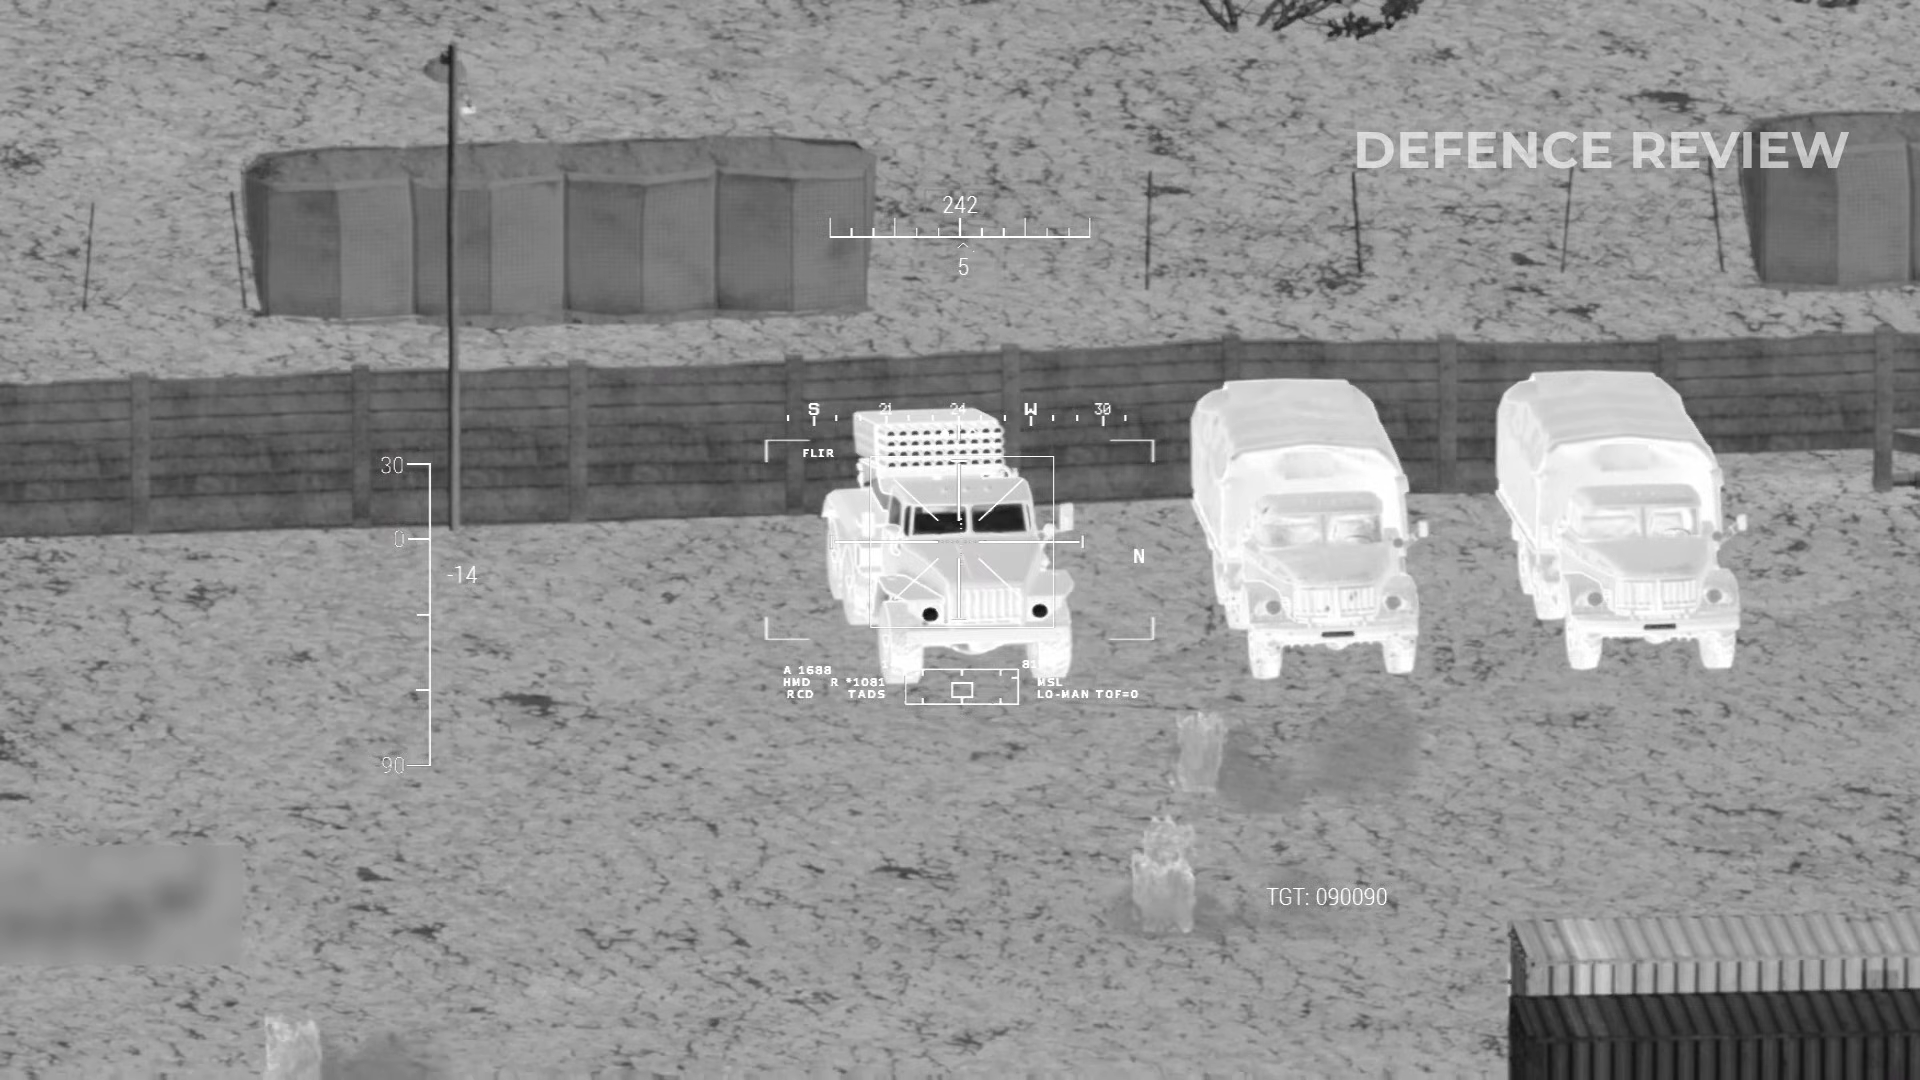 DEFENCE REVIEW
242
5
S 21 24 W 30
FLIR
30
0
-14
90
N
A 1688
HMD R *1081
RCD TADS
MSL
LO-MAN TOF=0
TGT: 090090